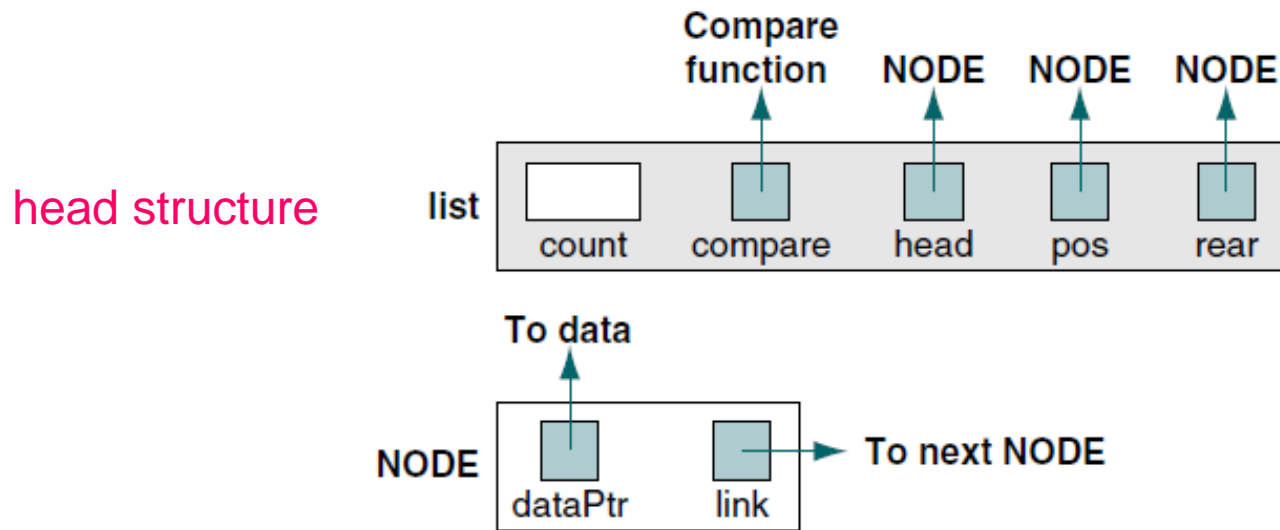 Compare
function NODE NODE NODE
head structure
list
count compare head pos rear
To data
NODE
To next NODE
dataPtr link